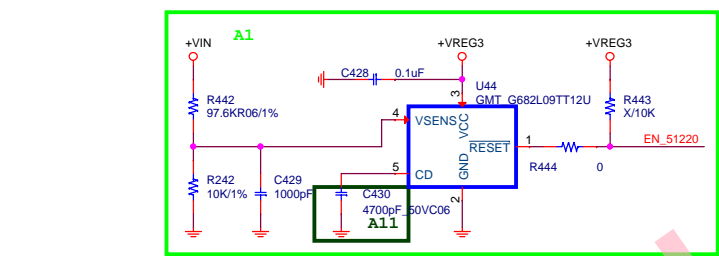 A1
+VIN
+VREG3
+VREG3
C428
0.1uF
U44
GMT_G682L09TT12U
R442
97.6KR06/1%
3
4
VSENS
VCC
R443
X/10K
1
EN_51220
RESET
R444
0
5
CD
GND
2
R242
10K/1%
C429
1000pF
C430
4700pF_50VC06
A11